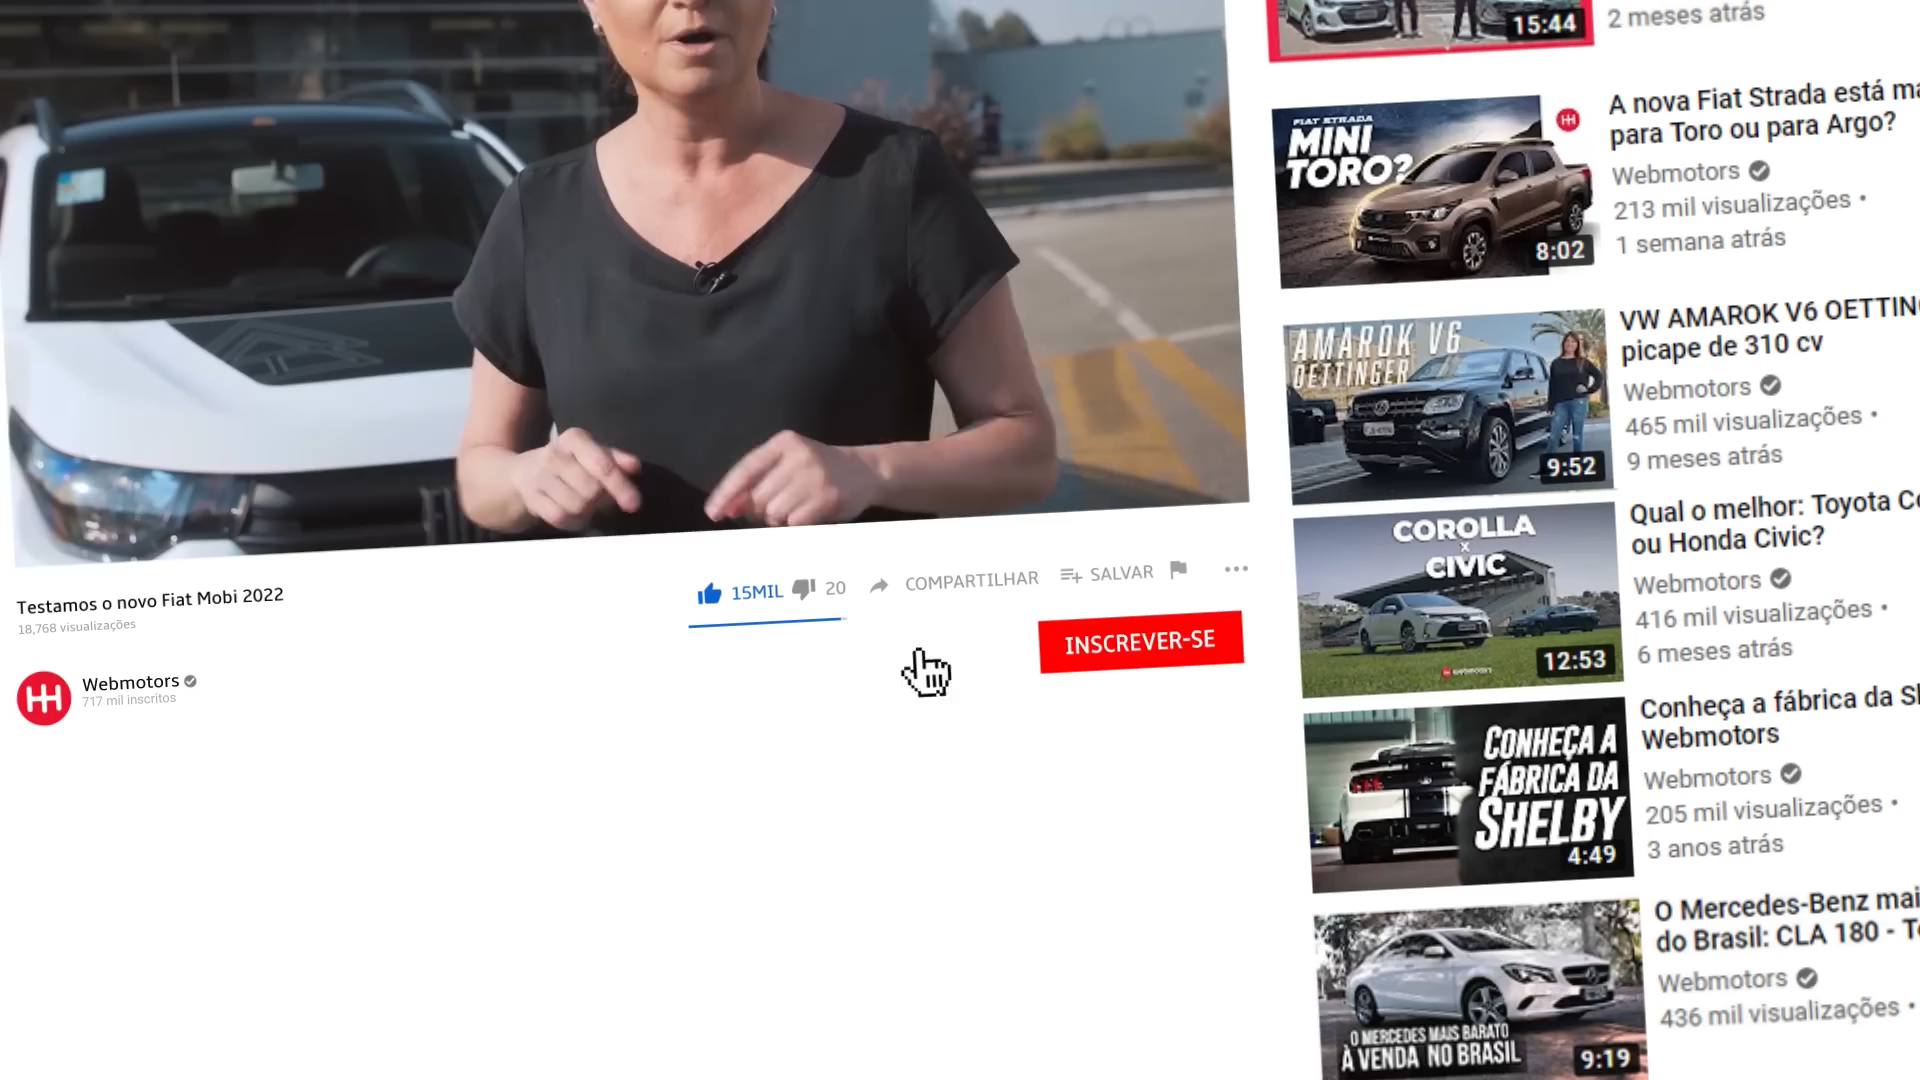 Testamos o novo Fiat Mobi 2022
18,768 visualizações
15MIL
20
COMPARTILHAR
SALVAR
Webmotors
717 mil inscritos
INSCREVER-SE
15:44
2 meses atrás
FIAT STRADA
MINI
TORO?
8:02
A nova Fiat Strada está
para Toro ou para Argo?
Webmotors
213 mil visualizações •
1 semana atrás
AMAROK V6
OETTINGER
9:52
VW AMAROK V6
picape de 310 cv
Webmotors
465 mil visualizações •
9 meses atrás
COROLLA
X
CIVIC
webmotors
12:53
Qual o melhor: Toyota
ou Honda Civic?
Webmotors
416 mil visualizações •
6 meses atrás
CONHEÇA A
FÁBRICA DA
SHELBY
4:49
Conheça a fábrica da
Webmotors
Webmotors
205 mil visualizações •
3 anos atrás
O MERCEDES MAIS BARATO
À VENDA NO BRASIL
9:19
O Mercedes-Benz
do Brasil: CLA 180 -
Webmotors
436 mil visualizações •